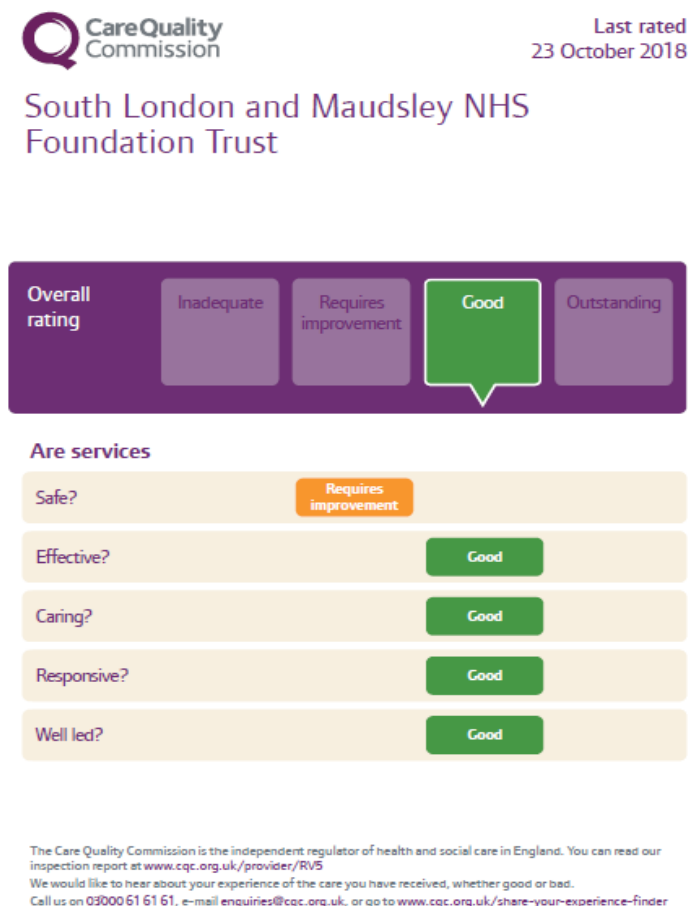 CareQuality
Commission
Last rated
23 October 2018
South London and Maudsley NHS
Foundation Trust
Overall
rating
Inadequate
Requires
improvement
Good
Outstanding
Are services
Safe?
Requires
improvement
Effective?
Good
Caring?
Good
Responsive?
Good
Well led?
Good
The Care Quality Commission is the independent regulator of health and social care in England. You can read our
inspection report at www.cqc.org.uk/provider/RV5
We would like to hear about your experience of the care you have received, whether good or bad.
Call us on 03000 61 61 61, e-mail enquiries@cqc.org.uk, or go to www.cqc.org.uk/share-your-experience-finder